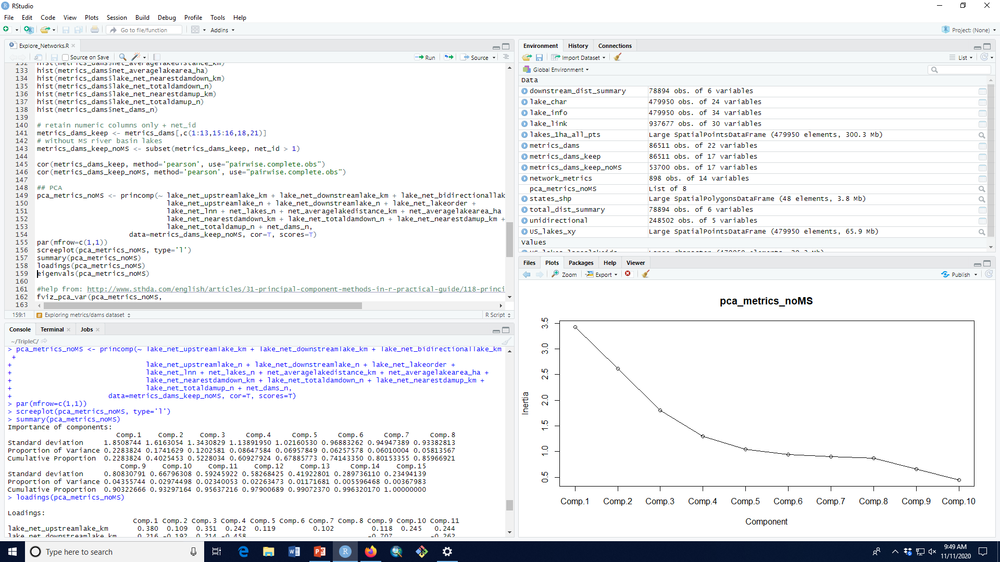 RStudio
File Edit Code View Plots Session Build Debug Profile Tools Help
Go to file/function Addins Project: (None)
Explore_Networks.R
Source on Save Run Source
132 hist(metrics_dams$net_averagelakedistance_km)
133 hist(metrics_dams$net_averagelakearea_ha)
134 hist(metrics_dams$lake_net_nearestdamdown_km)
135 hist(metrics_dams$lake_net_totaldamdown_n)
136 hist(metrics_dams$lake_net_nearestdamup_km)
137 hist(metrics_dams$lake_net_totaldamup_n)
138 hist(metrics_dams$net_dams_n)
139
140 # retain numeric columns only + net_id
141 metrics_dams_keep <- metrics_dams[,c(1:13,15:16,18,21)]
142 # without MS river basin lakes
143 metrics_dams_keep_noMS <- subset(metrics_dams_keep, net_id > 1)
144
145 cor(metrics_dams_keep, method='pearson', use="pairwise.complete.obs")
146 cor(metrics_dams_keep_noMS, method='pearson', use="pairwise.complete.obs")
147
148 ## PCA
149 pca_metrics_noMS <- princomp(~ lake_net_upstreamlake_km + lake_net_downstreamlake_km + lake_net_bidirectionallak
150 lake_net_upstreamlake_n + lake_net_downstreamlake_n + lake_net_lakeorder +
151 lake_net_lnn + net_lakes_n + net_averagelakedistance_km + net_averagelakearea_ha
152 lake_net_nearestdamdown_km + lake_net_totaldamdown_n + lake_net_nearestdamup_km +
153 lake_net_totaldamup_n + net_dams_n,
154 data=metrics_dams_keep_noMS, cor=T, scores=T)
155 par(mfrow=c(1,1))
156 screeplot(pca_metrics_noMS, type='l')
157 summary(pca_metrics_noMS)
158 loadings(pca_metrics_noMS)
159 eigenvals(pca_metrics_noMS)
160
161 #help from: http://www.sthda.com/english/articles/31-principal-component-methods-in-r-practical-guide/118-princi
162 fviz_pca_var(pca_metrics_noMS,
163
159:1 # Exploring metrics/dams dataset R Script
Console Terminal Jobs
~/TripleC/
> pca_metrics_noMS <- princomp(~ lake_net_upstreamlake_km + lake_net_downstreamlake_km + lake_net_bidirectionallake_km
+
+ lake_net_upstreamlake_n + lake_net_downstreamlake_n + lake_net_lakeorder +
+ lake_net_lnn + net_lakes_n + net_averagelakedistance_km + net_averagelakearea_ha +
+ lake_net_nearestdamdown_km + lake_net_totaldamdown_n + lake_net_nearestdamup_km +
+ lake_net_totaldamup_n + net_dams_n,
+ data=metrics_dams_keep_noMS, cor=T, scores=T)
> par(mfrow=c(1,1))
> screeplot(pca_metrics_noMS, type='l')
> summary(pca_metrics_noMS)
Importance of components:
Comp.1 Comp.2 Comp.3 Comp.4 Comp.5 Comp.6 Comp.7 Comp.8
Standard deviation 1.8508744 1.6163054 1.3430829 1.13891950 1.02160530 0.96883262 0.94947389 0.93382813
Proportion of Variance 0.2283824 0.1741629 0.1202581 0.08647584 0.06957849 0.06257578 0.06010004 0.05813567
Cumulative Proportion 0.2283824 0.4025453 0.5228034 0.60927924 0.67885773 0.74143350 0.80153355 0.85966921
Comp.9 Comp.10 Comp.11 Comp.12 Comp.13 Comp.14 Comp.15
Standard deviation 0.80830791 0.66796308 0.59245922 0.58268425 0.41922801 0.289736110 0.23494139
Proportion of Variance 0.04355744 0.02974498 0.02340053 0.02263473 0.01171681 0.005596468 0.00367983
Cumulative Proportion 0.90322666 0.93297164 0.95637216 0.97900689 0.99072370 0.996320170 1.00000000
> loadings(pca_metrics_noMS)
Loadings:
Comp.1 Comp.2 Comp.3 Comp.4 Comp.5 Comp.6 Comp.7 Comp.8 Comp.9 Comp.10 Comp.11
lake_net_upstreamlake_km 0.380 0.109 0.351 0.242 0.119 0.102 0.118 0.245 0.244
lake_net_downstreamlake_km 0.216 -0.192 0.214 -0.458 -0.707 -0.262
Environment History Connections
Import Dataset List
Global Environment
Data
downstream_dist_summary 78894 obs. of 6 variables
lake_char 479950 obs. of 24 variables
lake_info 479950 obs. of 34 variables
lake_link 937677 obs. of 30 variables
lakes_1ha_all_pts Large SpatialPointsDataFrame (479950 elements, 300.3 Mb)
metrics_dams 86511 obs. of 22 variables
metrics_dams_keep 86511 obs. of 17 variables
metrics_dams_keep_noMS 53700 obs. of 17 variables
network_metrics 898 obs. of 14 variables
pca_metrics_noMS List of 8
states_shp Large SpatialPolygonsDataFrame (48 elements, 3.8 Mb)
total_dist_summary 78894 obs. of 6 variables
unidirectional 248502 obs. of 5 variables
US_lakes_xy Large SpatialPointsDataFrame (479950 elements, 65.9 Mb)
Values
Files Plots Packages Help Viewer
Zoom Export Publish
pca_metrics_noMS
Inertia
3.5
3.0
2.5
2.0
1.5
1.0
0.5
Comp.1 Comp.2 Comp.3 Comp.4 Comp.5 Comp.6 Comp.7 Comp.8 Comp.9 Comp.10
Component
Type here to search
9:49 AM
11/11/2020